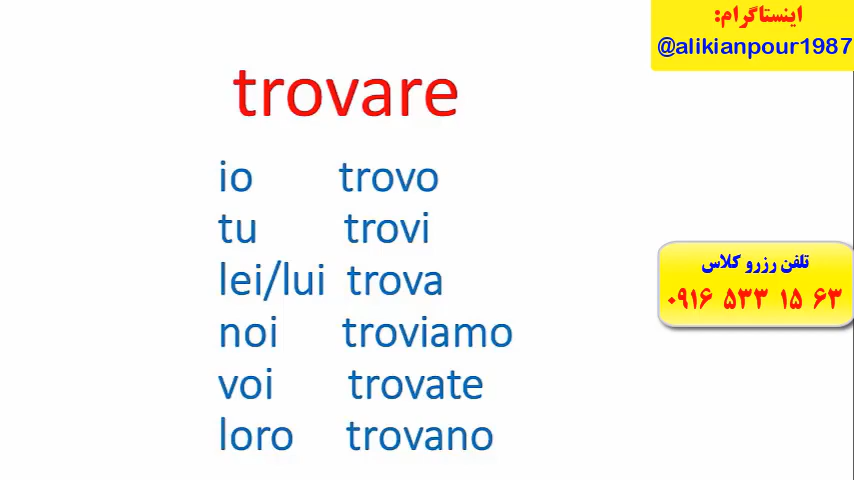 اینستاگرام:
@alikianpour1987
trovare
io trovo
tu trovi
lei/lui trova
noi troviamo
voi trovate
loro trovano
تلفن رزرو کلاس
۰۹۱۶ ۵۳۳ ۱۵ ۶۳